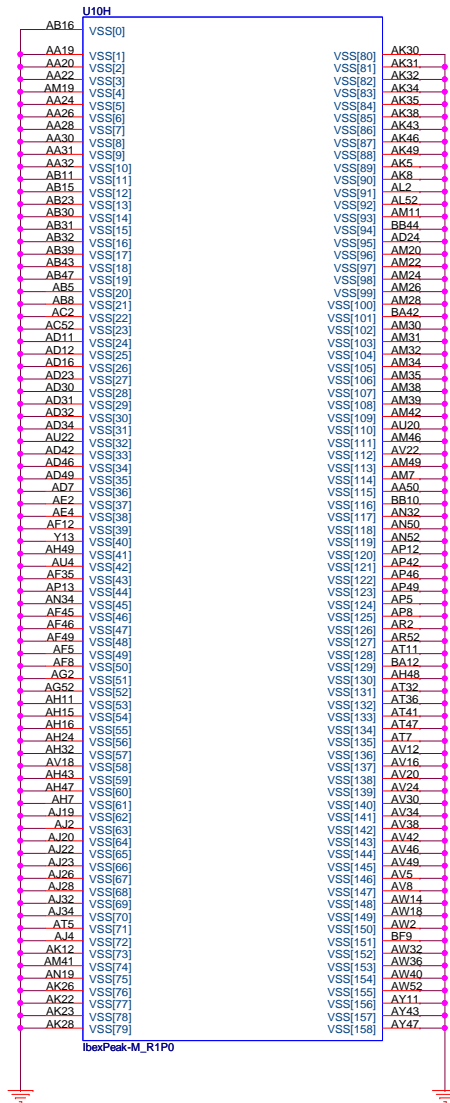 U10H
AB16 VSS[0]
AA19 VSS[1]
AA20 VSS[2]
AA22 VSS[3]
AM19 VSS[4]
AA24 VSS[5]
AA26 VSS[6]
AA28 VSS[7]
AA30 VSS[8]
AA31 VSS[9]
AA32 VSS[10]
AB11 VSS[11]
AB15 VSS[12]
AB23 VSS[13]
AB30 VSS[14]
AB31 VSS[15]
AB32 VSS[16]
AB39 VSS[17]
AB43 VSS[18]
AB47 VSS[19]
AB5 VSS[20]
AB8 VSS[21]
AC2 VSS[22]
AC52 VSS[23]
AD11 VSS[24]
AD12 VSS[25]
AD16 VSS[26]
AD23 VSS[27]
AD30 VSS[28]
AD31 VSS[29]
AD32 VSS[30]
AD34 VSS[31]
AU22 VSS[32]
AD42 VSS[33]
AD46 VSS[34]
AD49 VSS[35]
AD7 VSS[36]
AE2 VSS[37]
AE4 VSS[38]
AF12 VSS[39]
Y13 VSS[40]
AH49 VSS[41]
AU4 VSS[42]
AF35 VSS[43]
AP13 VSS[44]
AN34 VSS[45]
AF45 VSS[46]
AF46 VSS[47]
AF49 VSS[48]
AF5 VSS[49]
AF8 VSS[50]
AG2 VSS[51]
AG52 VSS[52]
AH11 VSS[53]
AH15 VSS[54]
AH16 VSS[55]
AH24 VSS[56]
AH32 VSS[57]
AV18 VSS[58]
AH43 VSS[59]
AH47 VSS[60]
AH7 VSS[61]
AJ19 VSS[62]
AJ2 VSS[63]
AJ20 VSS[64]
AJ22 VSS[65]
AJ23 VSS[66]
AJ26 VSS[67]
AJ28 VSS[68]
AJ32 VSS[69]
AJ34 VSS[70]
AT5 VSS[71]
AJ4 VSS[72]
AK12 VSS[73]
AM41 VSS[74]
AN19 VSS[75]
AK26 VSS[76]
AK22 VSS[77]
AK23 VSS[78]
AK28 VSS[79]
VSS[80] AK30
VSS[81] AK31
VSS[82] AK32
VSS[83] AK34
VSS[84] AK35
VSS[85] AK38
VSS[86] AK43
VSS[87] AK46
VSS[88] AK49
VSS[89] AK5
VSS[90] AK8
VSS[91] AL2
VSS[92] AL52
VSS[93] AM11
VSS[94] BB44
VSS[95] AD24
VSS[96] AM20
VSS[97] AM22
VSS[98] AM24
VSS[99] AM26
VSS[100] AM28
VSS[101] BA42
VSS[102] AM30
VSS[103] AM31
VSS[104] AM32
VSS[105] AM34
VSS[106] AM35
VSS[107] AM38
VSS[108] AM39
VSS[109] AM42
VSS[110] AU20
VSS[111] AM46
VSS[112] AV22
VSS[113] AM49
VSS[114] AM7
VSS[115] AA50
VSS[116] BB10
VSS[117] AN32
VSS[118] AN50
VSS[119] AN52
VSS[120] AP12
VSS[121] AP42
VSS[122] AP46
VSS[123] AP49
VSS[124] AP5
VSS[125] AP8
VSS[126] AR2
VSS[127] AR52
VSS[128] AT11
VSS[129] BA12
VSS[130] AH48
VSS[131] AT32
VSS[132] AT36
VSS[133] AT41
VSS[134] AT47
VSS[135] AT7
VSS[136] AV12
VSS[137] AV16
VSS[138] AV20
VSS[139] AV24
VSS[140] AV30
VSS[141] AV34
VSS[142] AV38
VSS[143] AV42
VSS[144] AV46
VSS[145] AV49
VSS[146] AV5
VSS[147] AV8
VSS[148] AW14
VSS[149] AW18
VSS[150] AW2
VSS[151] BF9
VSS[152] AW32
VSS[153] AW36
VSS[154] AW40
VSS[155] AW52
VSS[156] AY11
VSS[157] AY43
VSS[158] AY47
IbexPeak-M_R1P0